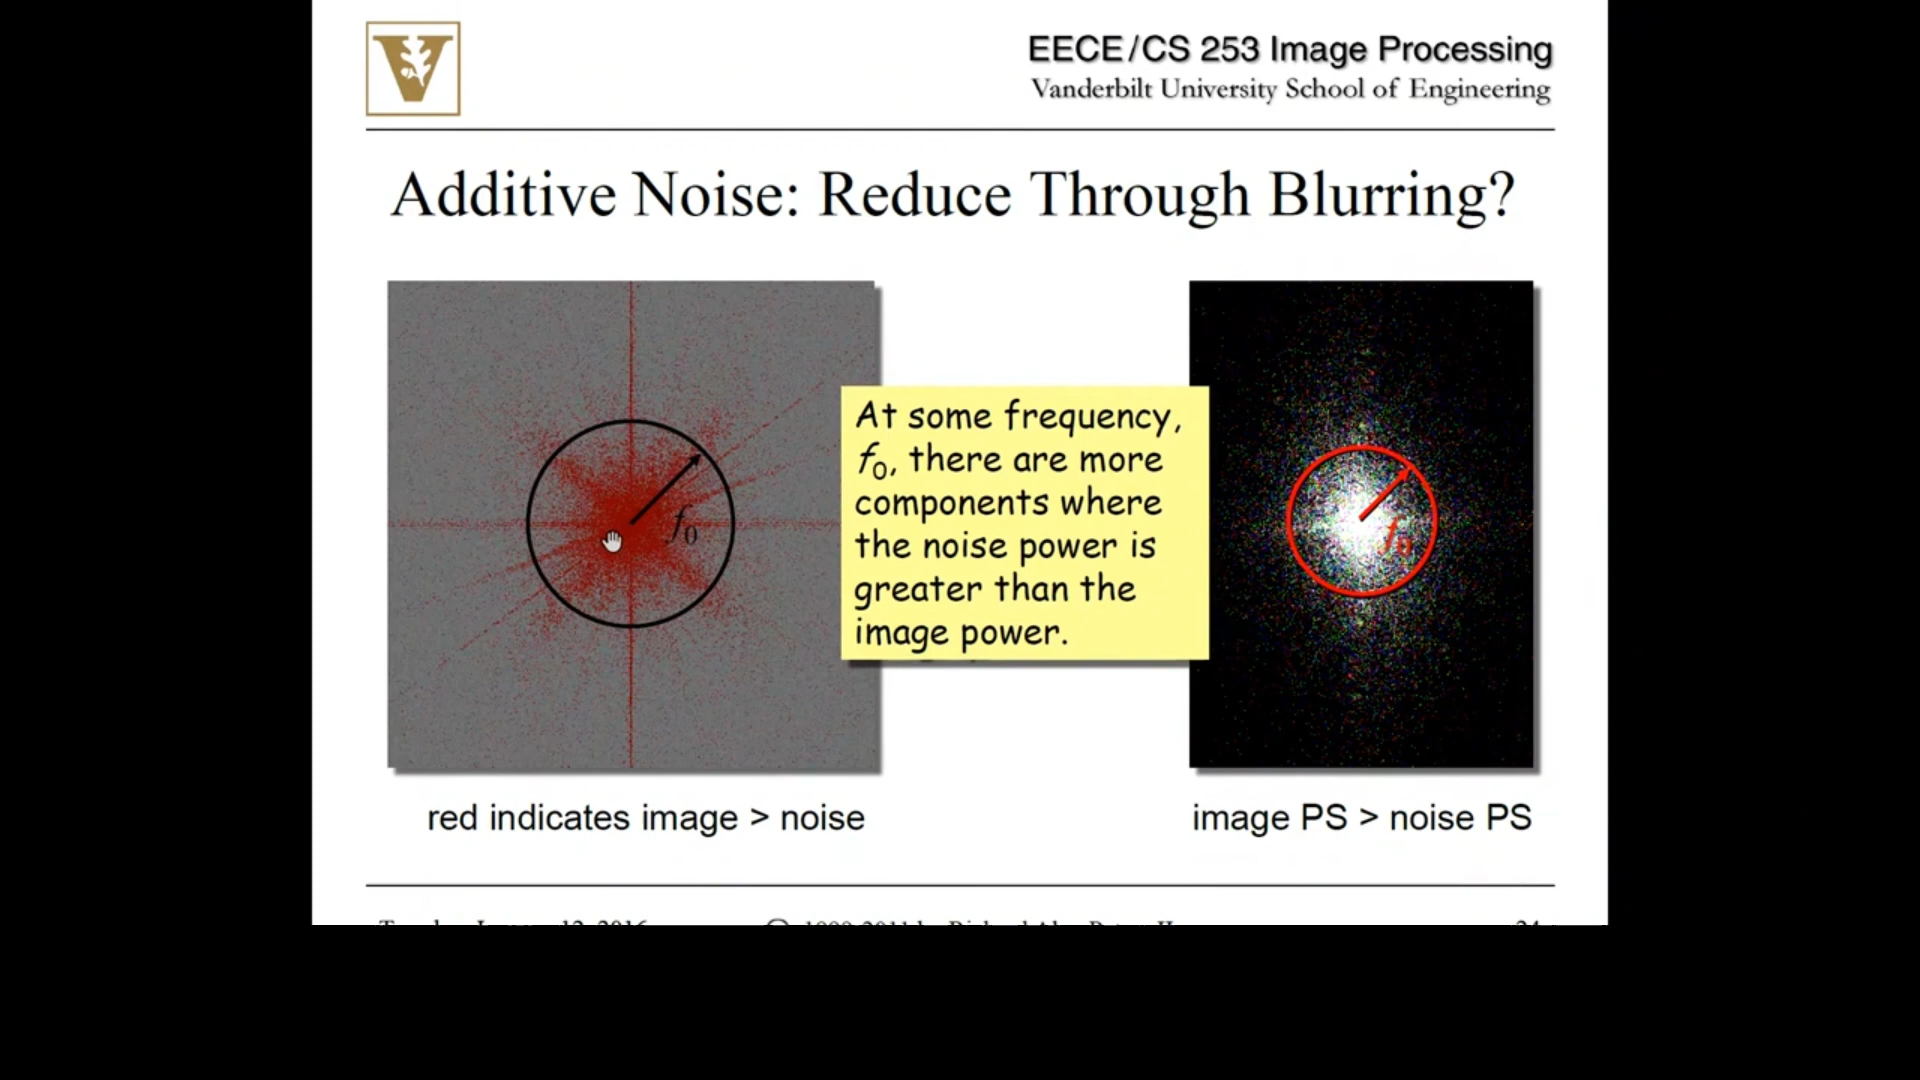 EECE/CS 253 Image Processing
Vanderbilt University School of Engineering
Additive Noise: Reduce Through Blurring?
At some frequency,
f₀, there are more
components where
the noise power is
greater than the
image power.
f₀
f₀
red indicates image > noise
image PS > noise PS